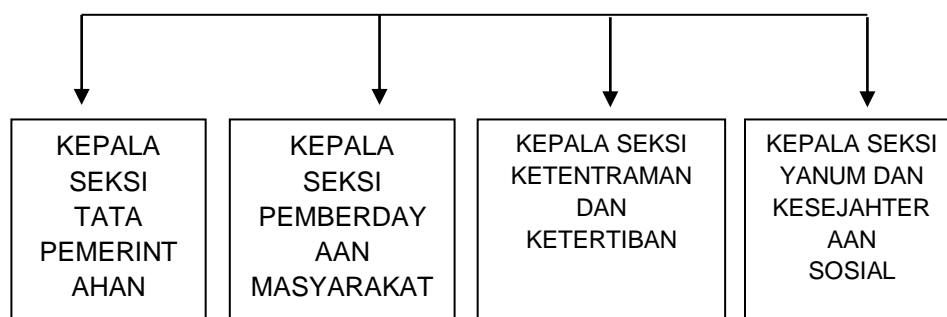 KEPALA
SEKSI
TATA
PEMERINT
AHAN
KEPALA
SEKSI
PEMBERDAY
AAN
MASYARAKAT
KEPALA SEKSI
KETENTRAMAN
DAN
KETERTIBAN
KEPALA SEKSI
YANUM DAN
KESEJAHTER
AAN
SOSIAL